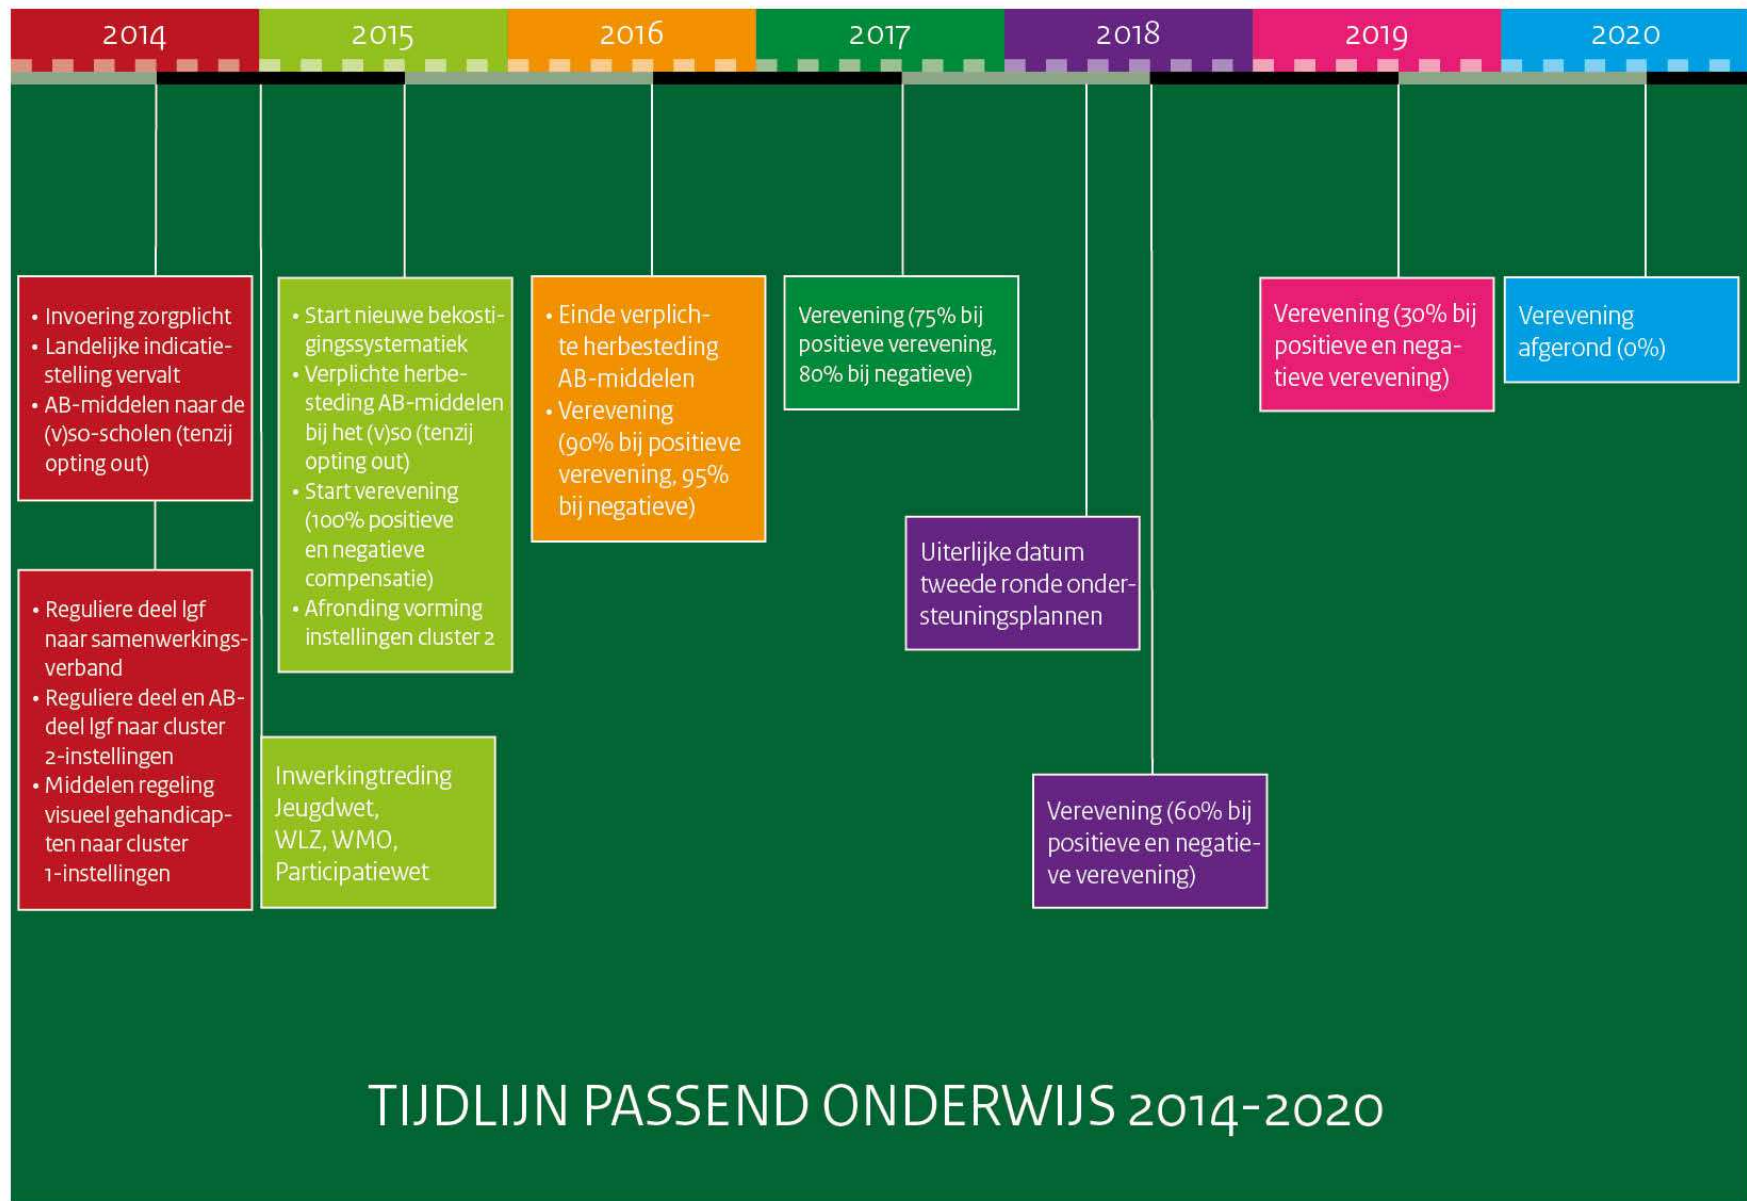 2014
2015
2016
2017
2018
2019
2020
• Invoering zorgplicht
• Landelijke indicatie-
stelling vervalt
• AB-middelen naar de
(v)so-scholen (tenzij
opting out)
• Reguliere deel lgf
naar samenwerkings-
verband
• Reguliere deel en AB-
deel lgf naar cluster
2-instellingen
• Middelen regeling
visueel gehandicap-
ten naar cluster
1-instellingen
• Start nieuwe bekosti-
gingssystematiek
• Verplichte herbe-
steding AB-middelen
bij het (v)so (tenzij
opting out)
• Start verevening
(100% positieve
en negatieve
compensatie)
• Afronding vorming
instellingen cluster 2
Inwerkingtreding
Jeugdwet,
WLZ, WMO,
Participatiewet
• Einde verplich-
te herbesteding
AB-middelen
• Verevening
(90% bij positieve
verevening, 95%
bij negatieve)
Verevening (75% bij
positieve verevening,
80% bij negatieve)
Uiterlijke datum
tweede ronde onder-
steuningsplannen
Verevening (60% bij
positieve en negatie-
ve verevening)
Verevening (30% bij
positieve en nega-
tieve verevening)
Verevening
afgerond (0%)
TIJDLIJN PASSEND ONDERWIJS 2014-2020